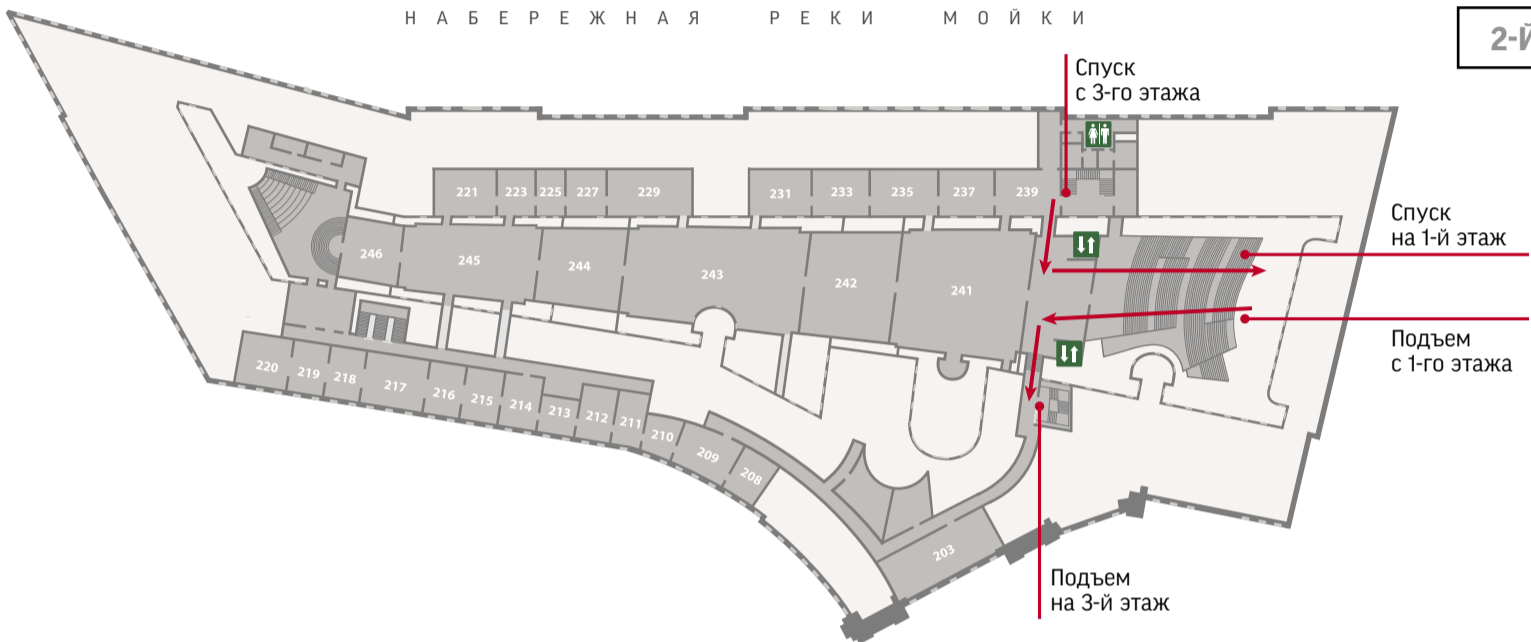 НАБЕРЕЖНАЯ РЕКИ МОЙКИ
2-Й
Спуск
с 3-го этажа
Спуск
на 1-й этаж
Подъем
с 1-го этажа
Подъем
на 3-й этаж
221 223 225 227 229 231 233 235 237 239
246 245 244 243 242 241
220 219 218 217 216 215 214 213 212 211 210 209 208
203